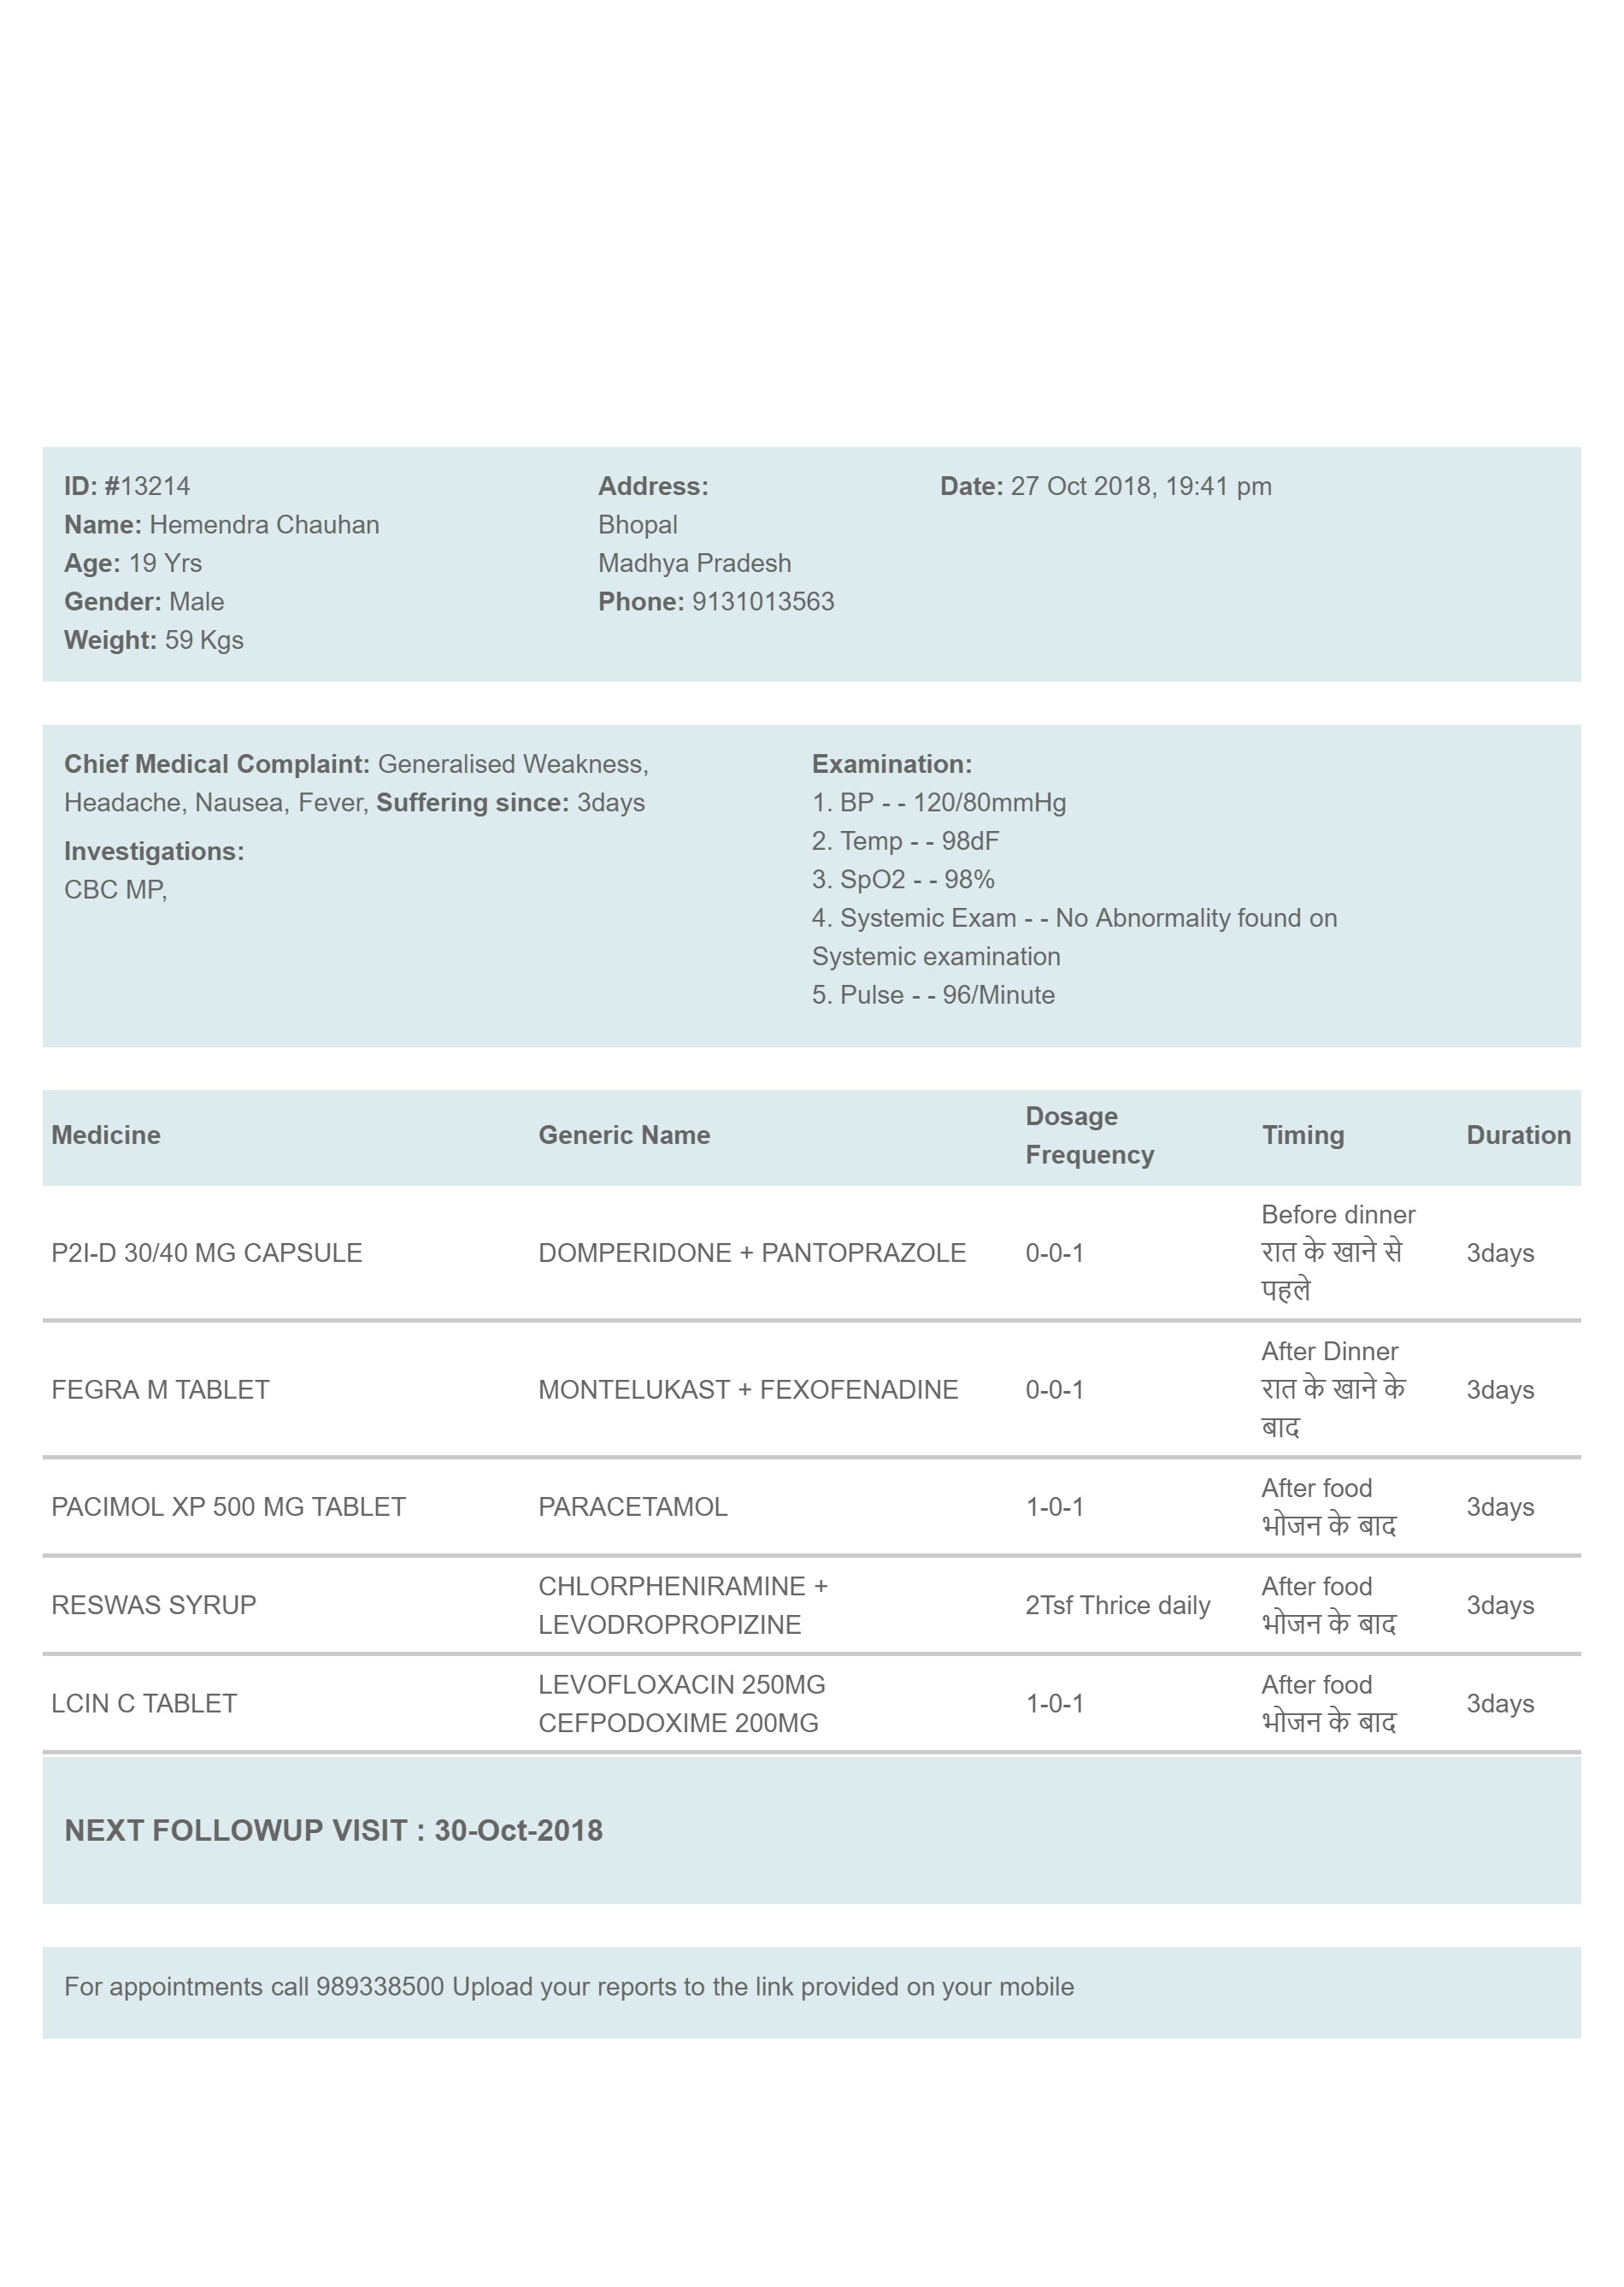 ID: #13214
Name: Hemendra Chauhan
Age: 19 Yrs
Gender: Male
Weight: 59 Kgs
Address:
Bhopal
Madhya Pradesh
Phone: 9131013563
Date: 27 Oct 2018, 19:41 pm
Chief Medical Complaint: Generalised Weakness,
Headache, Nausea, Fever, Suffering since: 3days
Investigations:
CBC MP,
Examination:
1. BP - - 120/80mmHg
2. Temp - - 98dF
3. SpO2 - - 98%
4. Systemic Exam - - No Abnormality found on
Systemic examination
5. Pulse - - 96/Minute
Medicine Generic Name Dosage Frequency Timing Duration
P2I-D 30/40 MG CAPSULE DOMPERIDONE + PANTOPRAZOLE 0-0-1 Before dinner रात के खाने से पहले 3days
FEGRA M TABLET MONTELUKAST + FEXOFENADINE 0-0-1 After Dinner रात के खाने के बाद 3days
PACIMOL XP 500 MG TABLET PARACETAMOL 1-0-1 After food भोजन के बाद 3days
RESWAS SYRUP CHLORPHENIRAMINE + LEVODROPROPIZINE 2Tsf Thrice daily After food भोजन के बाद 3days
LCIN C TABLET LEVOFLOXACIN 250MG CEFPODOXIME 200MG 1-0-1 After food भोजन के बाद 3days
NEXT FOLLOWUP VISIT : 30-Oct-2018
For appointments call 989338500 Upload your reports to the link provided on your mobile